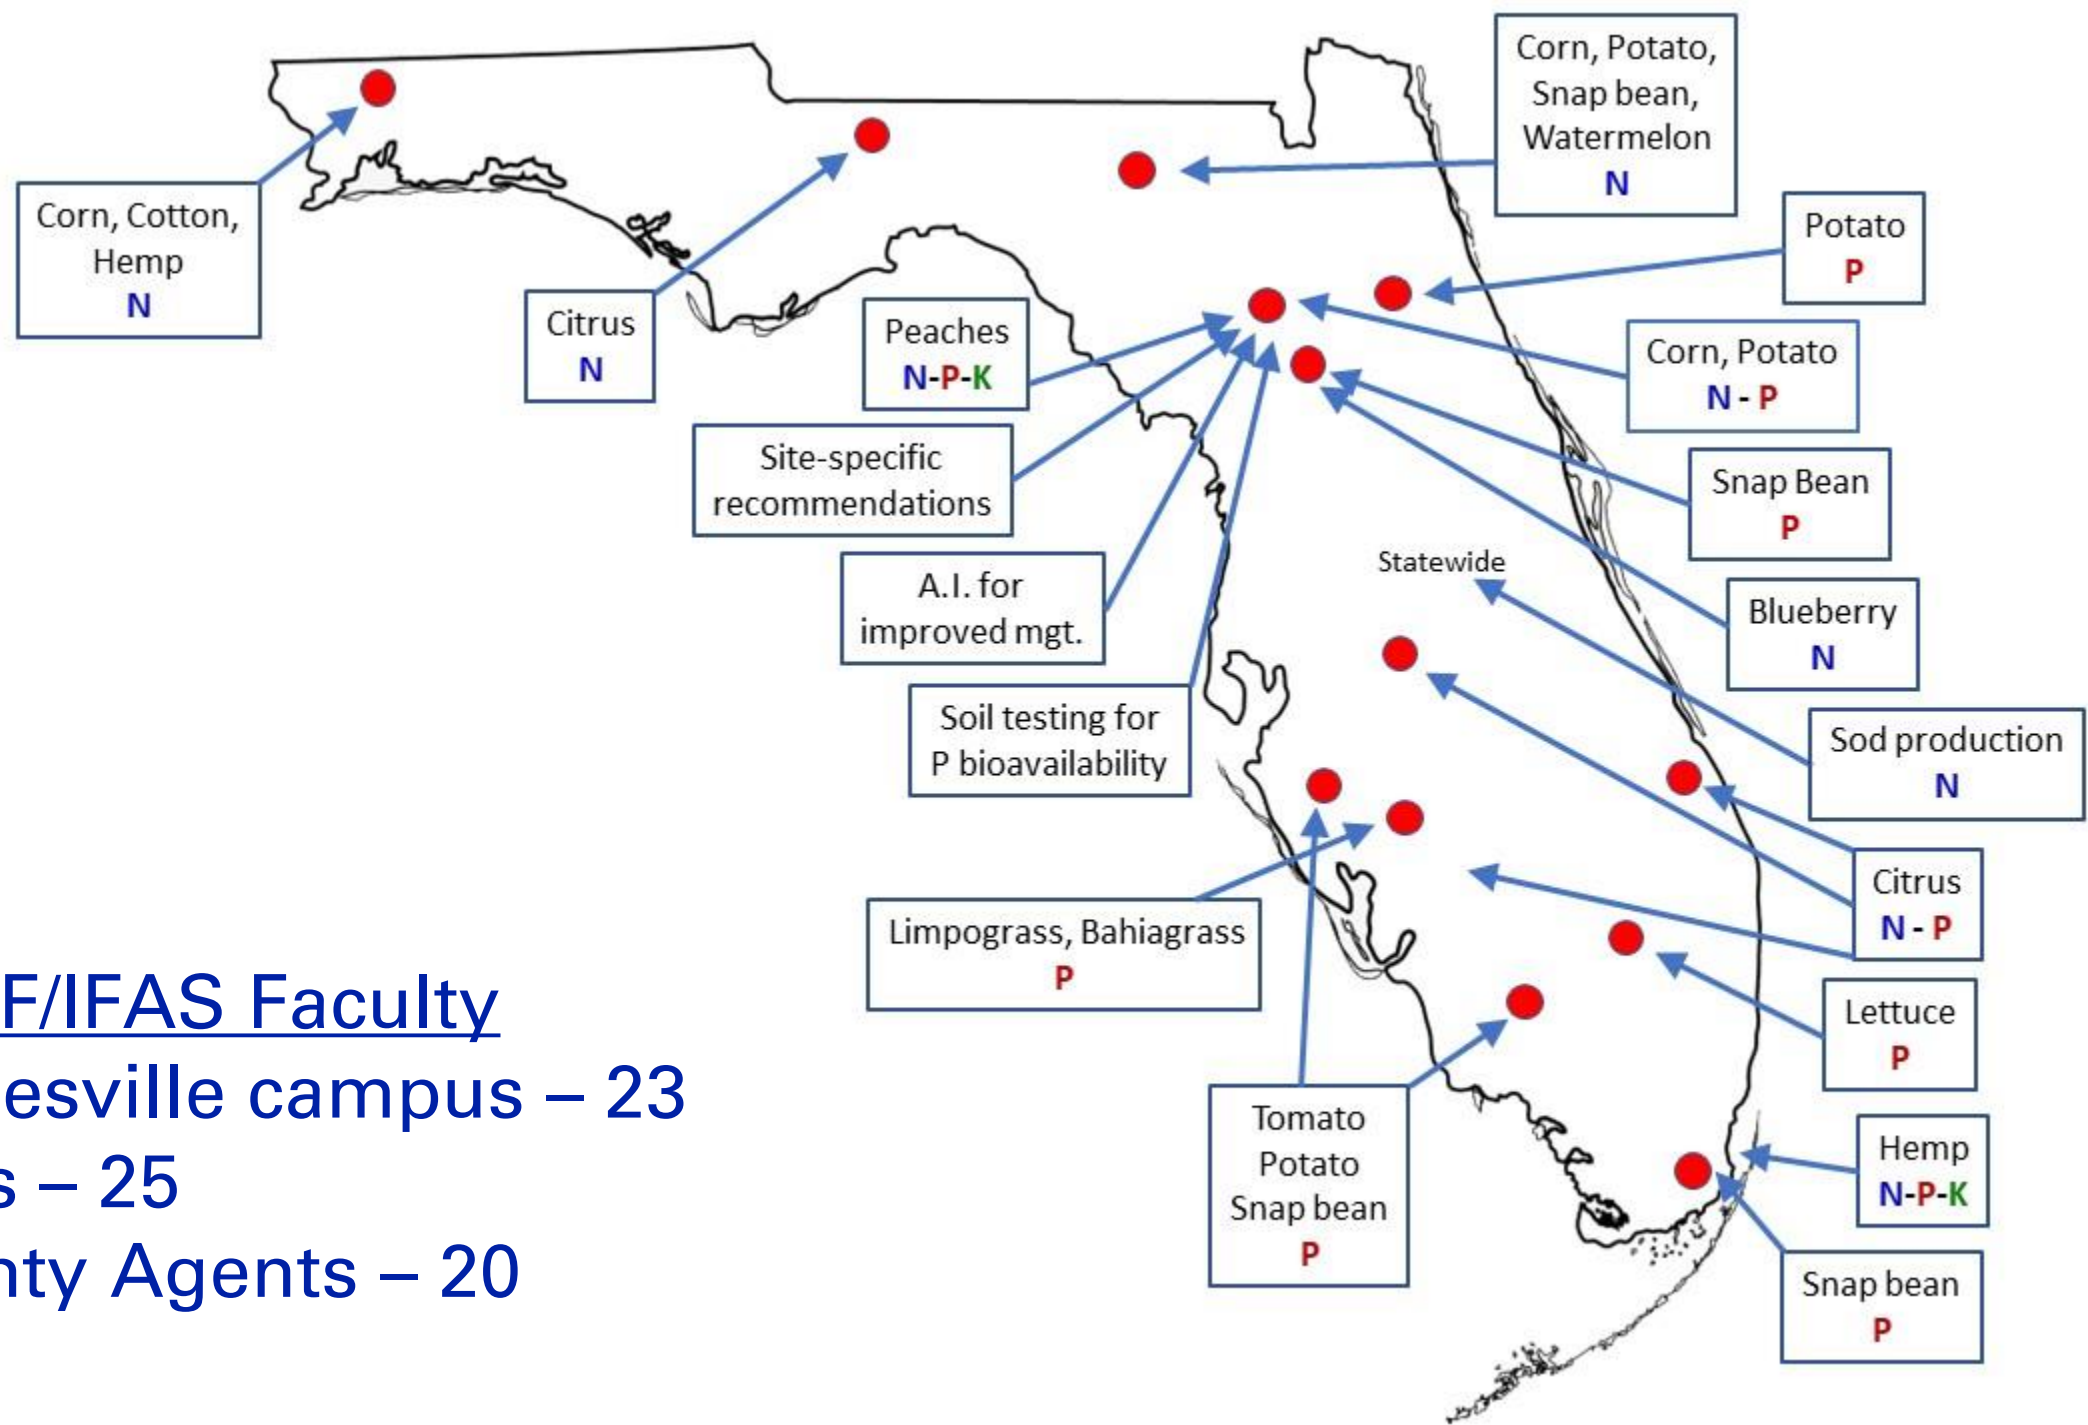 Corn, Potato,
Snap bean,
Watermelon
N
Corn, Cotton,
Hemp
N
Citrus
N
Peaches
N-P-K
Potato
P
Corn, Potato
N - P
Site-specific
recommendations
Snap Bean
P
A.I. for
improved mgt.
Statewide
Blueberry
N
Soil testing for
P bioavailability
Sod production
N
Limpograss, Bahiagrass
P
Citrus
N - P
Lettuce
P
Tomato
Potato
Snap bean
P
Hemp
N-P-K
Snap bean
P
F/IFAS Faculty
esville campus – 23
s – 25
nty Agents – 20